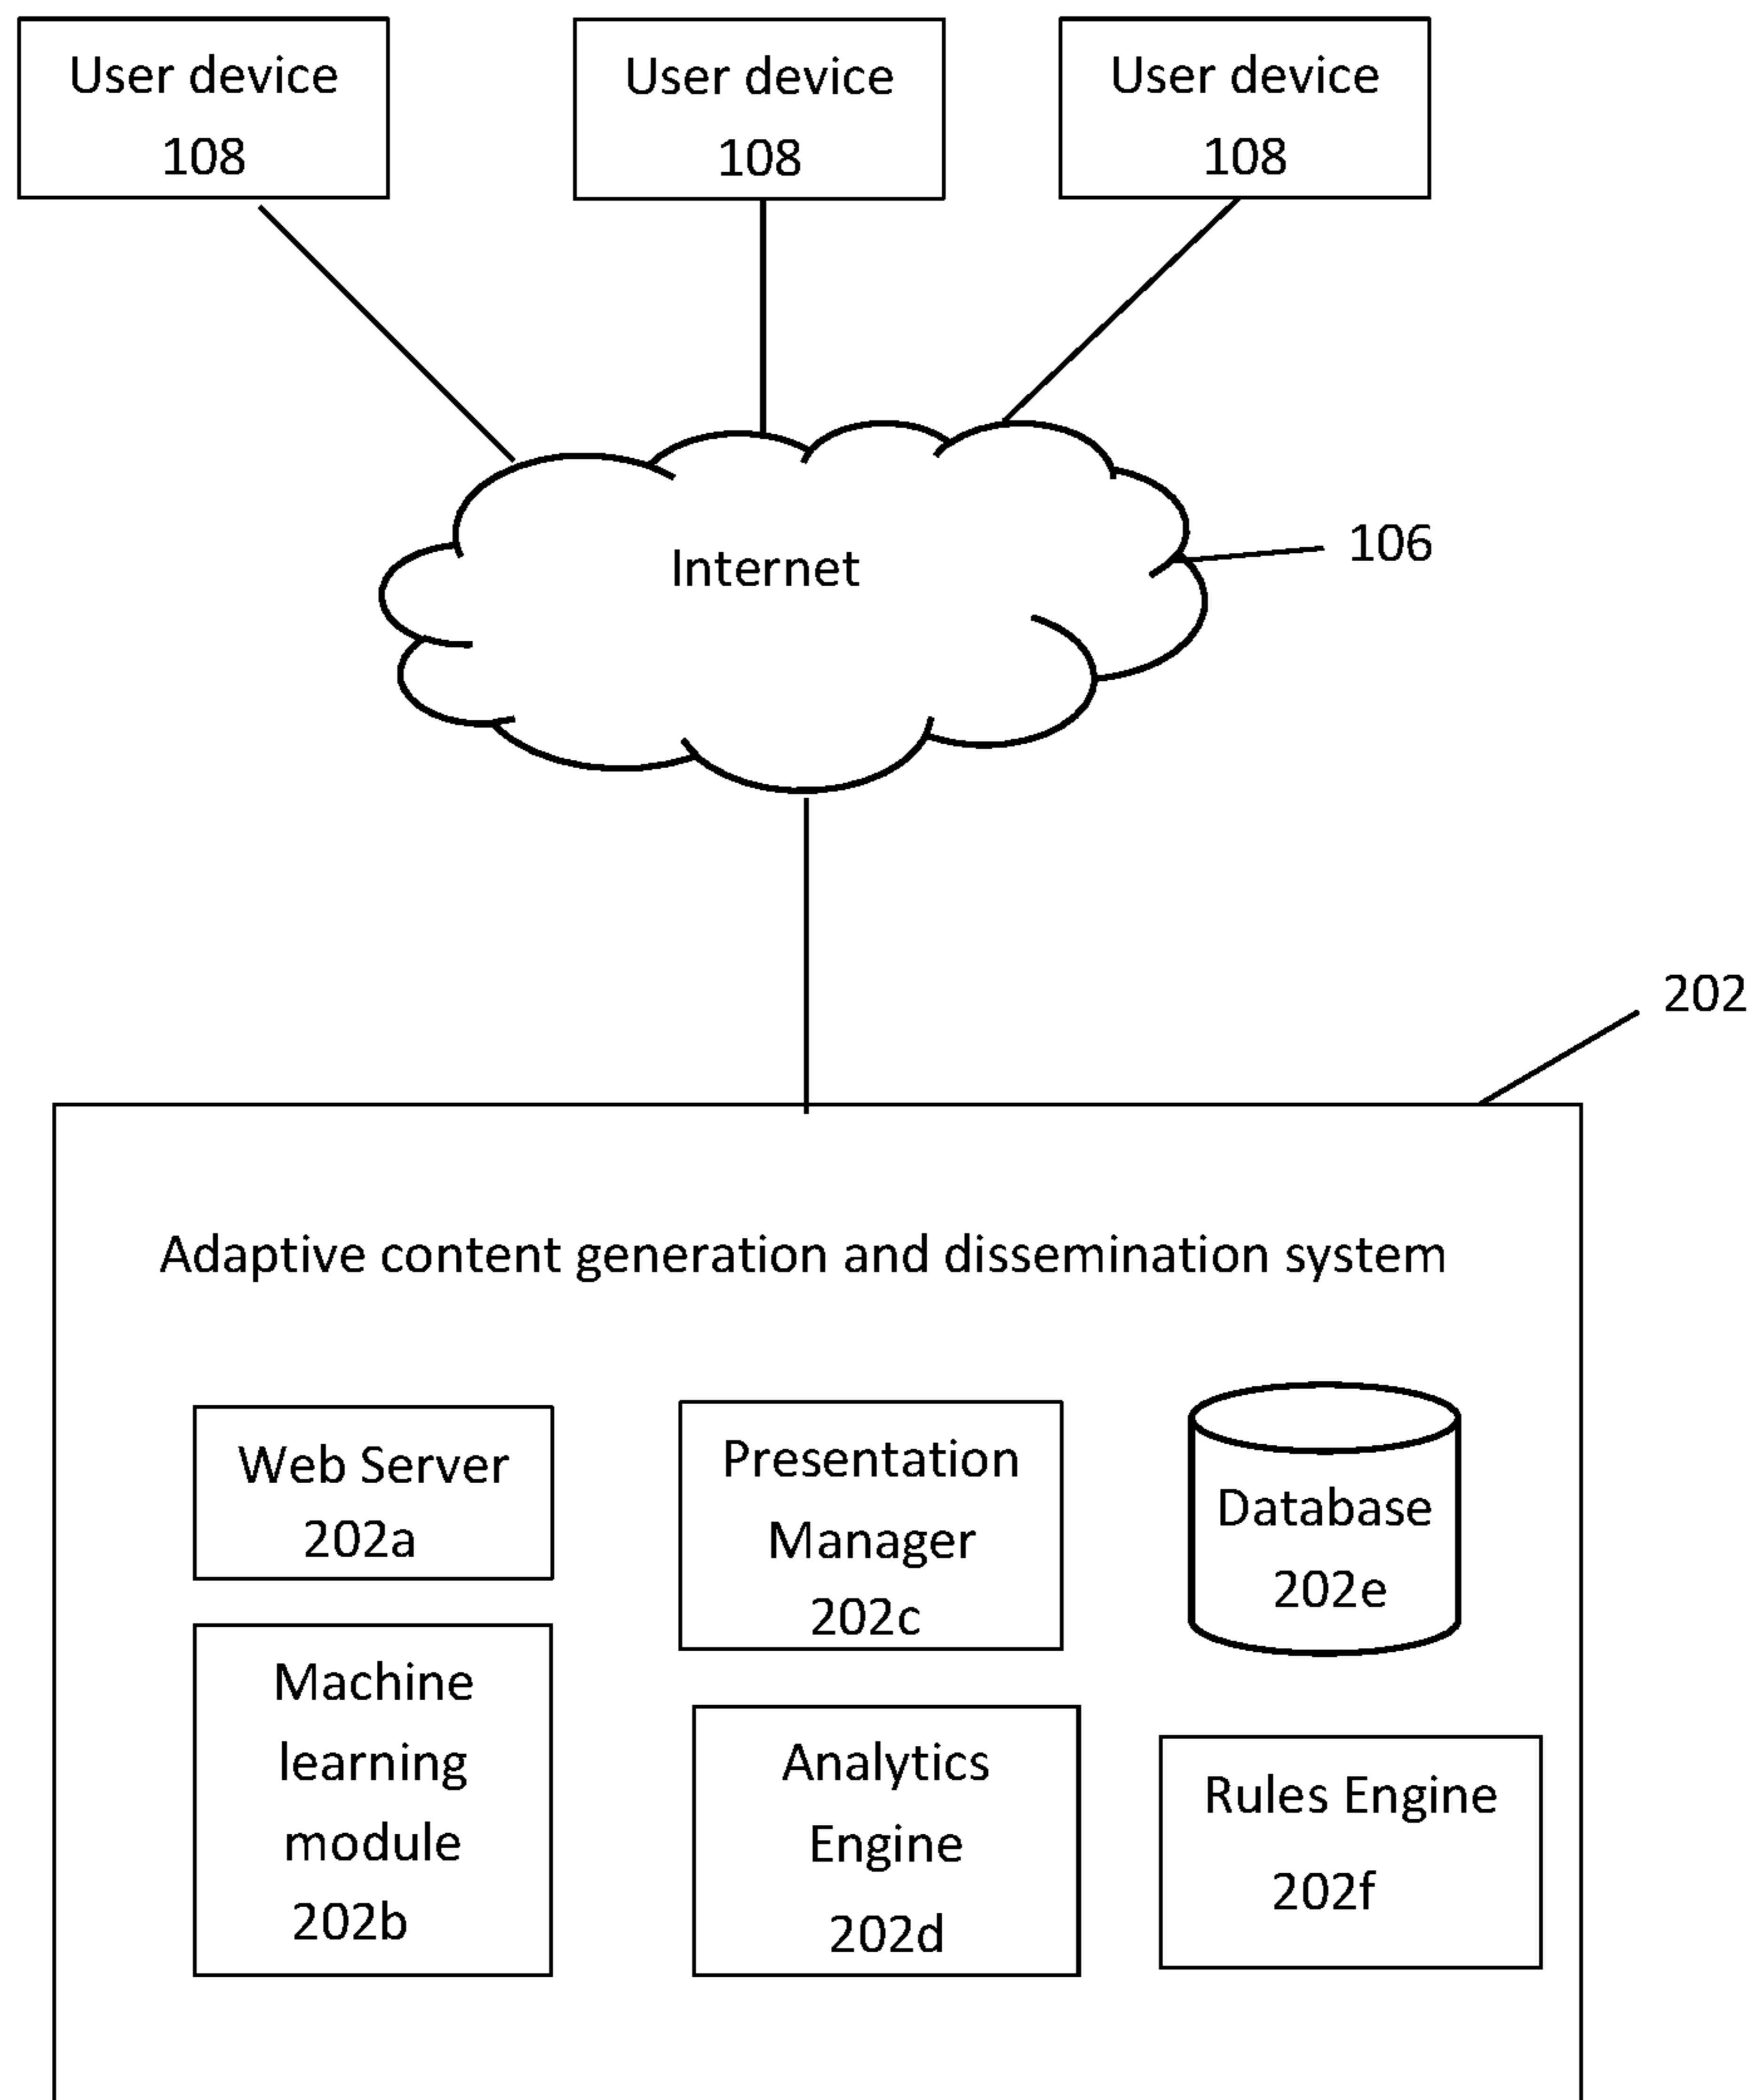 User device
108
User device
108
User device
108
Internet
106
202
Adaptive content generation and dissemination system
Web Server
202a
Presentation
Manager
202c
Database
202e
Machine
learning
module
202b
Analytics
Engine
202d
Rules Engine
202f